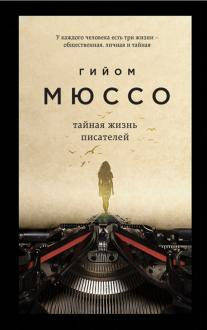 У каждого человека есть три жизни –
общественная, личная и тайная
ГИЙОМ
МЮССО
тайная жизнь
писателей